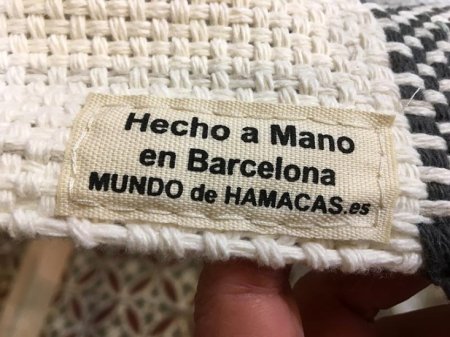 Hecho a Mano
en Barcelona
MUNDO de HAMACAS.es